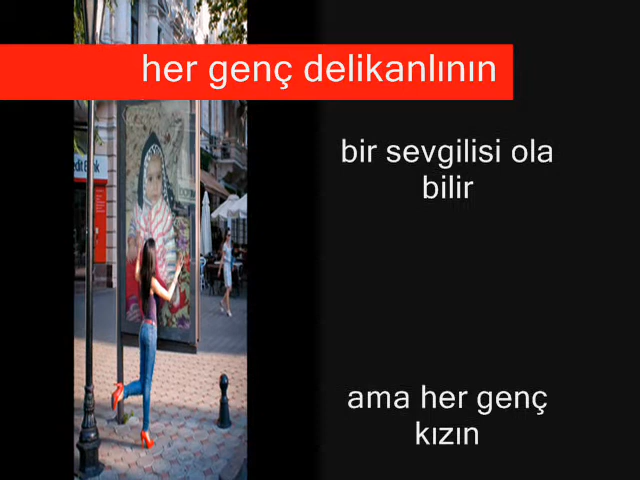 her genç delikanlının
bir sevgilisi ola
bilir
ama her genç
kızın